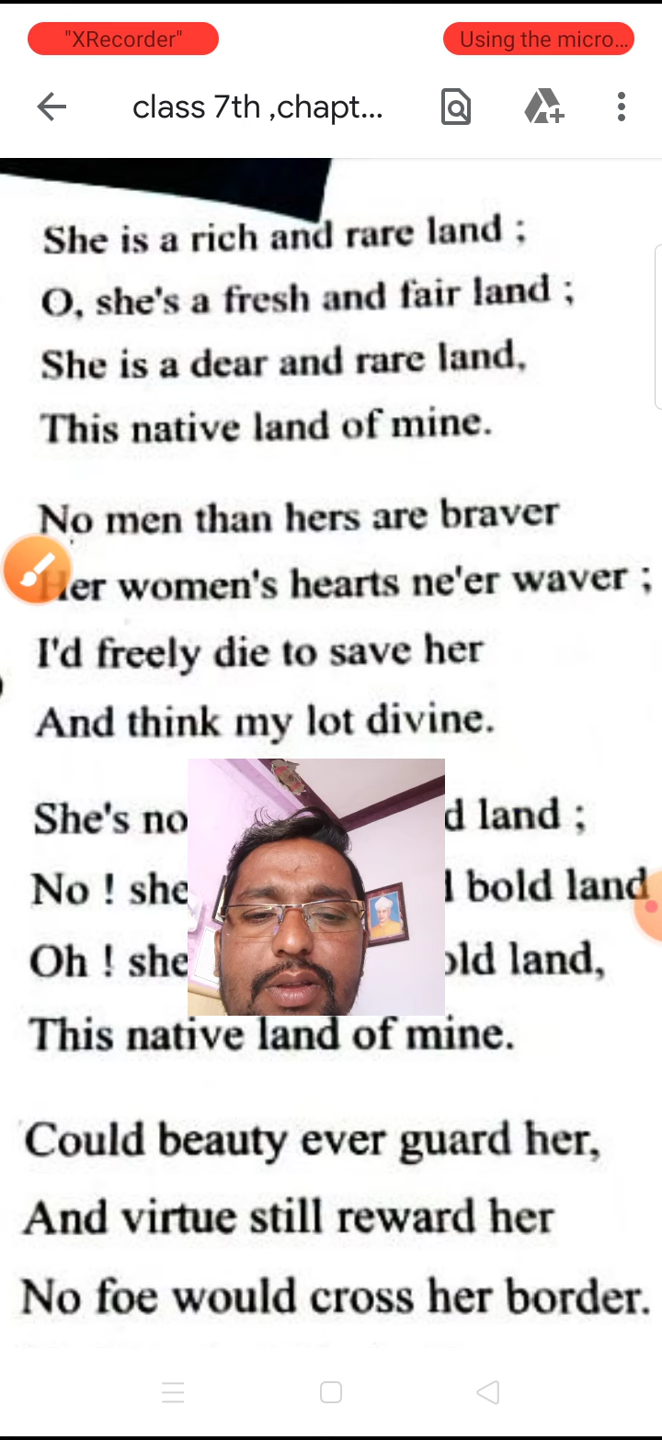 "XRecorder"
Using the micro...
class 7th ,chapt...
She is a rich and rare land ;
O, she's a fresh and fair land ;
She is a dear and rare land,
This native land of mine.
No men than hers are braver
Her women's hearts ne'er waver ;
I'd freely die to save her
And think my lot divine.
She's no d land ;
No ! she bold land
Oh ! she old land,
This native land of mine.
Could beauty ever guard her,
And virtue still reward her
No foe would cross her border.